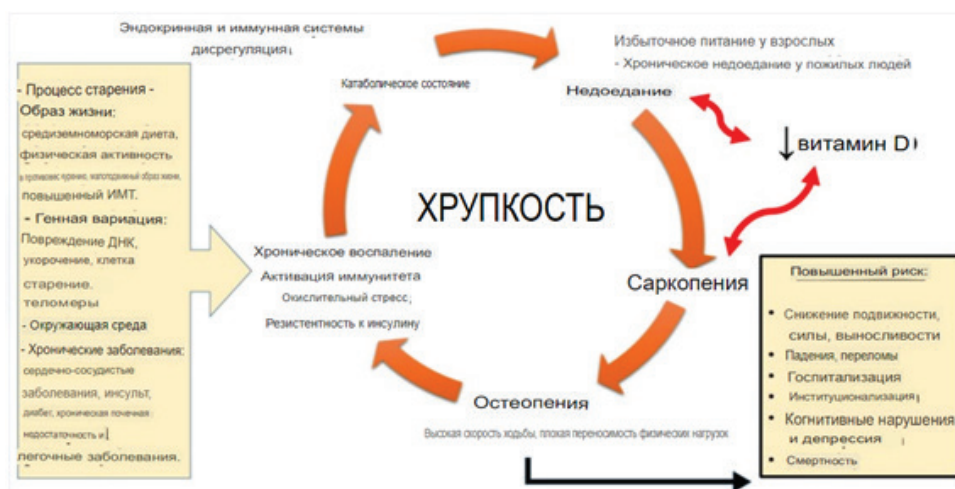 Эндокринная и иммунная системы
дисрегуляция
Избыточное питание у взрослых
- Хроническое недоедание у пожилых людей
Катаболическое состояние
Недоедание
- Процесс старения -
Образ жизни:
средиземноморская диета,
физическая активность
повышенный ИМТ.
- Генная вариация:
Повреждение ДНК,
укорочение, клетка
старение.
теломеры
- Окружающая среда
- Хронические заболевания:
сердечно-сосудистые
заболевания, инсульт,
диабет, хроническая почечная
недостаточность и
легочные заболевания.
↓витамин D)
ХРУПКОСТЬ
Хроническое воспаление
Активация иммунитета
Окислительный стресс;
Резистентность к инсулину
Саркопения
Остеопения
Высокая скорость ходьбы, плохая переносимость физических нагрузок
Повышенный риск:
• Снижение подвижности,
силы, выносливости
• Падения, переломы
• Госпитализация
• Институционализация
• Когнитивные нарушения
и депрессия
• Смертность